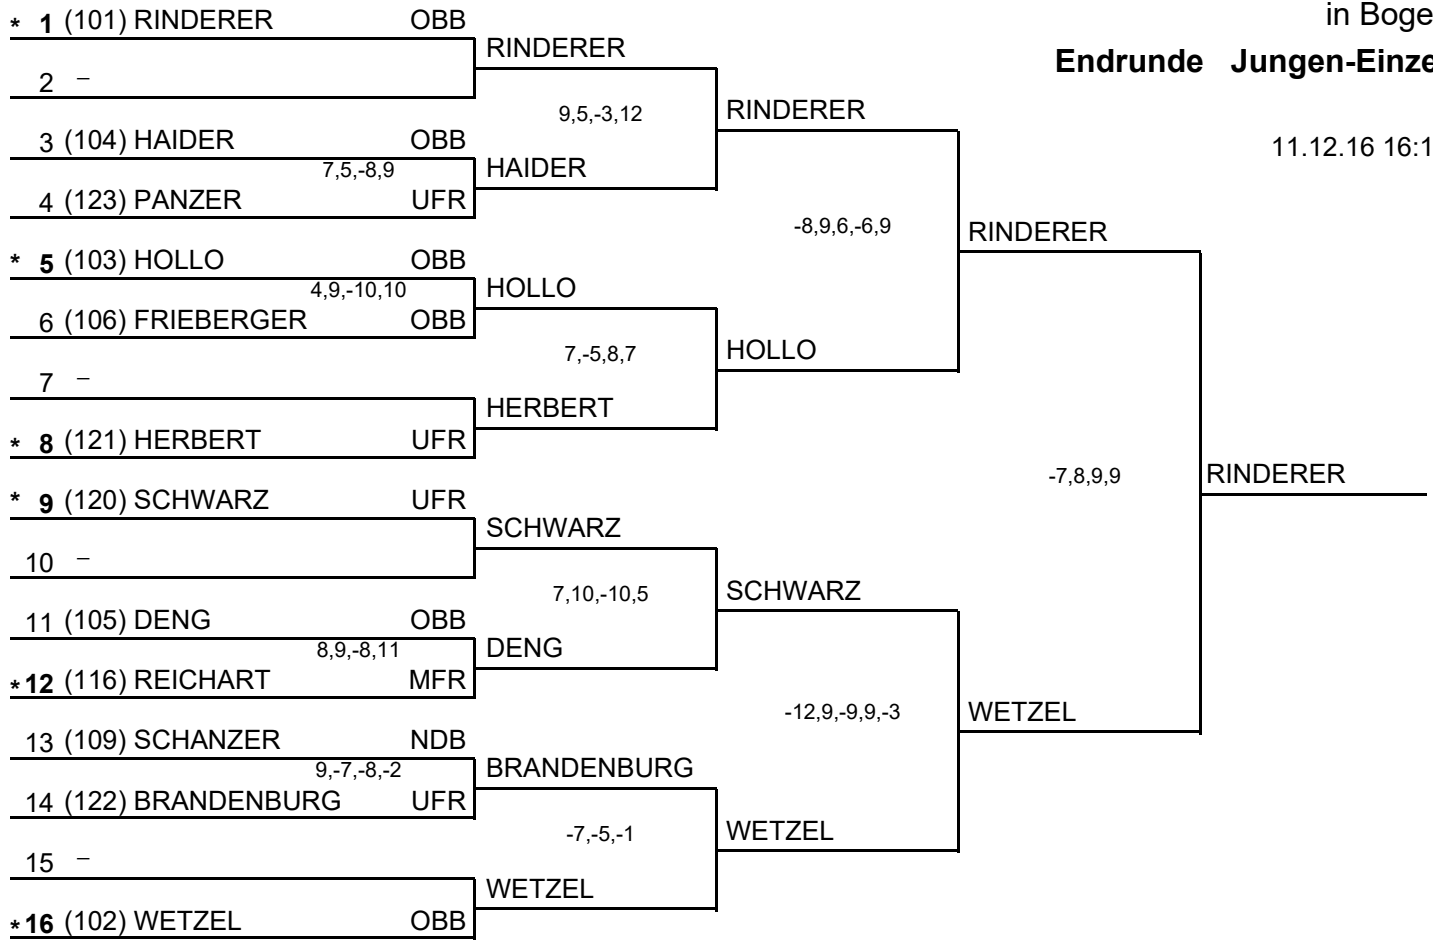 in Boge
Endrunde Jungen-Einze
11.12.16 16:1
* 1 (101) RINDERER OBB
RINDERER
2 –
9,5,-3,12
RINDERER
3 (104) HAIDER OBB
7,5,-8,9
HAIDER
4 (123) PANZER UFR
-8,9,6,-6,9
RINDERER
* 5 (103) HOLLO OBB
4,9,-10,10
HOLLO
6 (106) FRIEBERGER OBB
7,-5,8,7
HOLLO
7 –
HERBERT
* 8 (121) HERBERT UFR
-7,8,9,9
RINDERER
* 9 (120) SCHWARZ UFR
SCHWARZ
10 –
7,10,-10,5
SCHWARZ
11 (105) DENG OBB
8,9,-8,11
DENG
* 12 (116) REICHART MFR
-12,9,-9,9,-3
WETZEL
13 (109) SCHANZER NDB
9,-7,-8,-2
BRANDENBURG
14 (122) BRANDENBURG UFR
-7,-5,-1
WETZEL
15 –
WETZEL
* 16 (102) WETZEL OBB